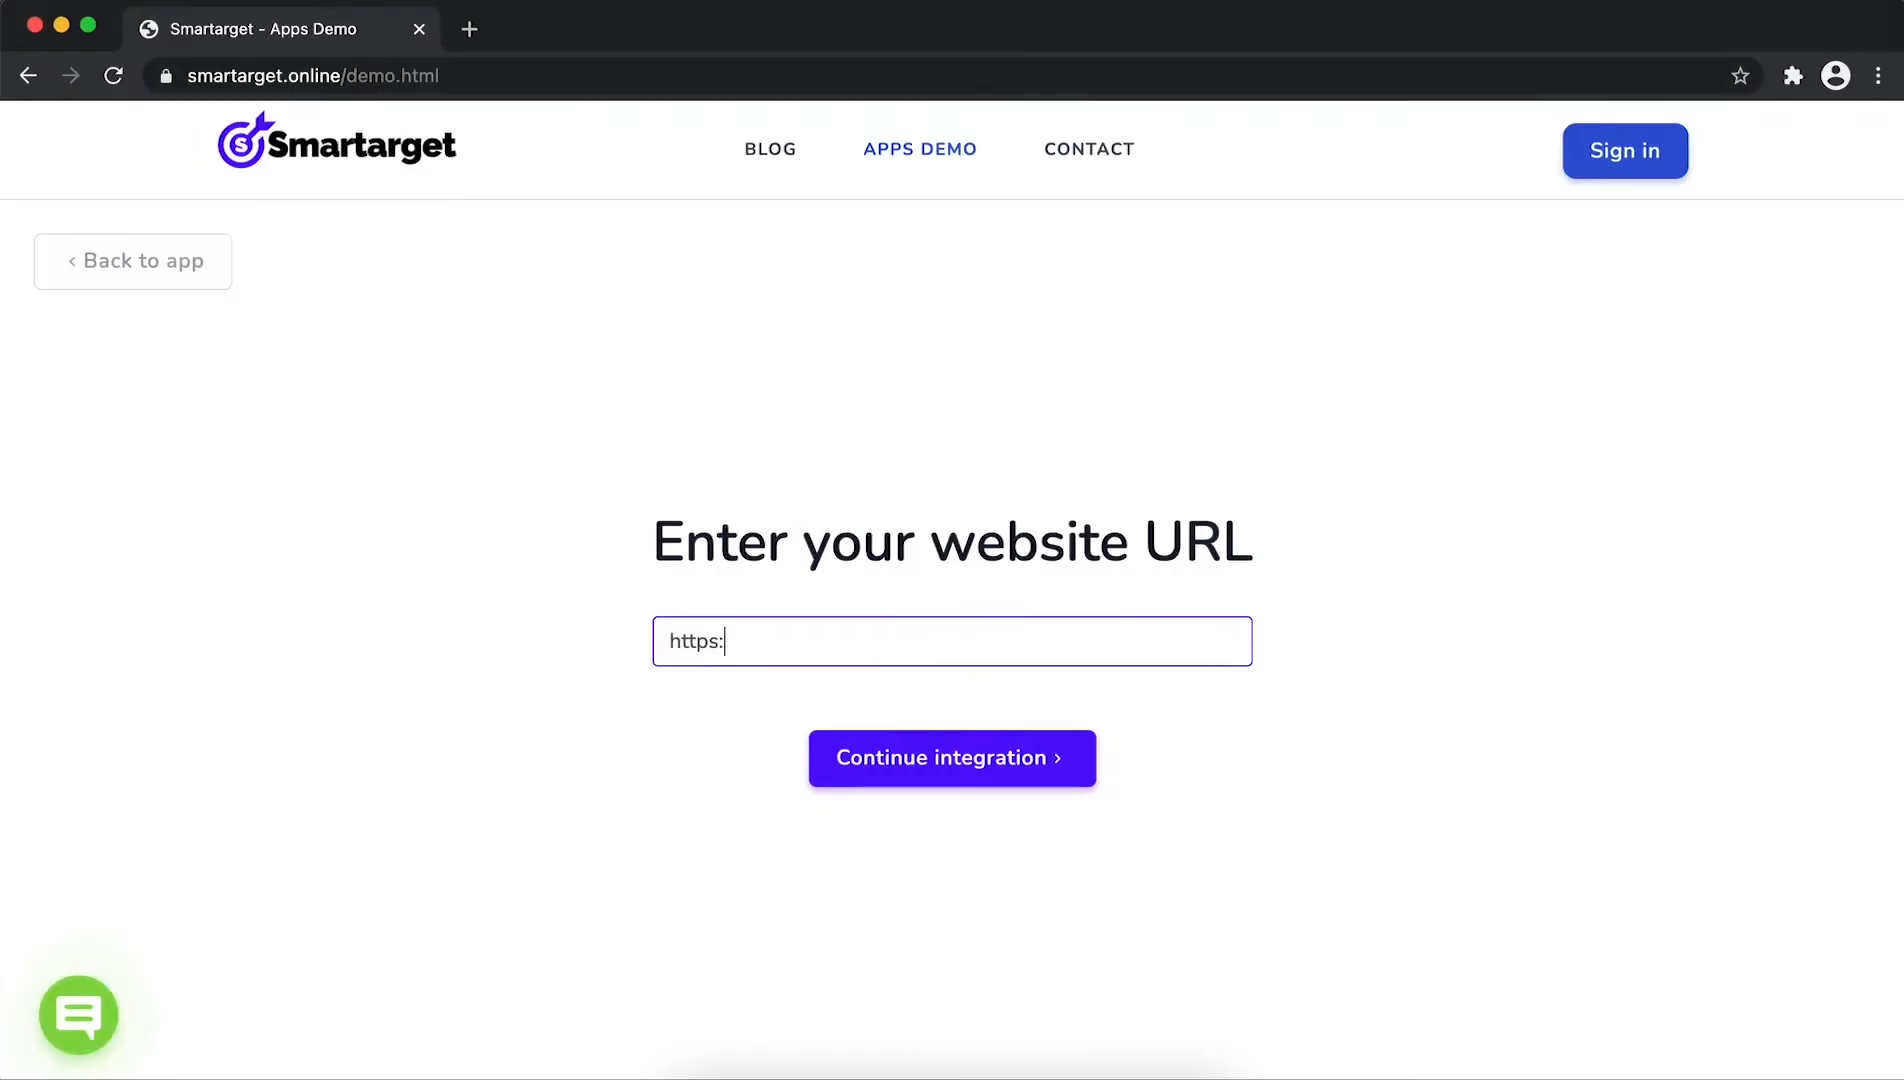 Smartarget - Apps Demo
smartarget.online/demo.html
Smartarget
BLOG
APPS DEMO
CONTACT
Sign in
‹ Back to app
Enter your website URL
https:
Continue integration ›